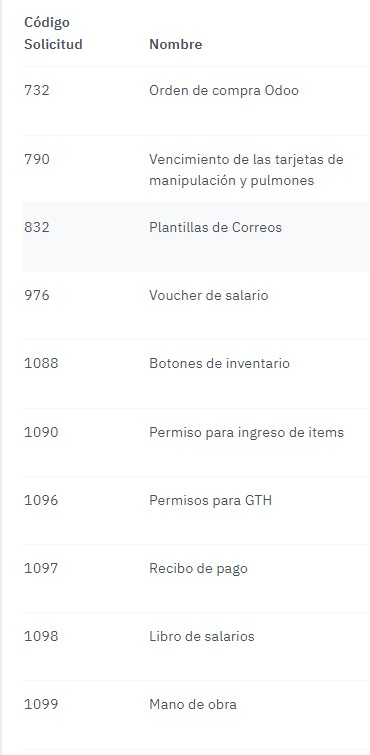 Código
Solicitud Nombre
732 Orden de compra Odoo
790 Vencimiento de las tarjetas de
manipulación y pulmones
832 Plantillas de Correos
976 Voucher de salario
1088 Botones de inventario
1090 Permiso para ingreso de items
1096 Permisos para GTH
1097 Recibo de pago
1098 Libro de salarios
1099 Mano de obra